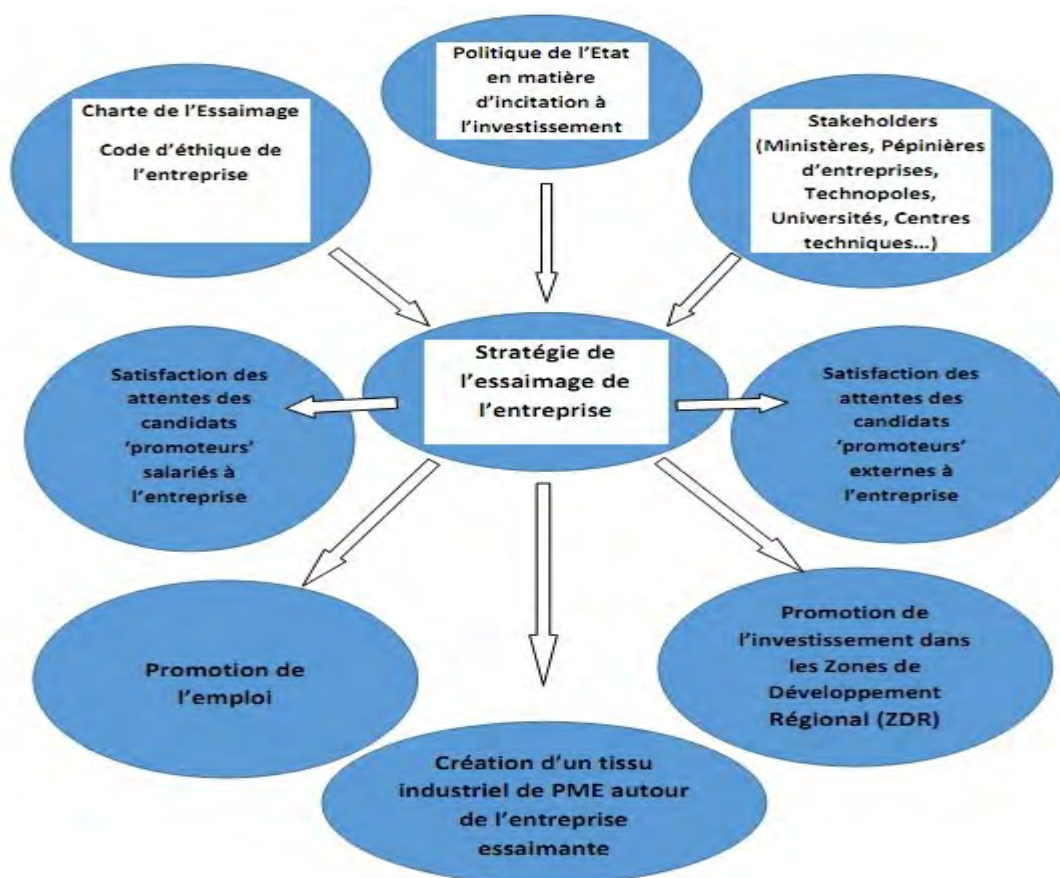 Charte de l'Essaimage
Code d'éthique de
l'entreprise
Politique de l'Etat
en matière
d'incitation à
l'investissement
Stakeholders
(Ministères, Pépinières
d'entreprises,
Technopoles,
Universités, Centres
techniques...)
Stratégie de
l'essaimage de
l'entreprise
Satisfaction des
attentes des
candidats
'promoteurs'
salariés à
l'entreprise
Satisfaction des
attentes des
candidats
'promoteurs'
externes à
l'entreprise
Promotion de
l'emploi
Création d'un tissu
industriel de PME autour
de l'entreprise
essaimante
Promotion de
l'investissement dans
les Zones de
Développement
Régional (ZDR)